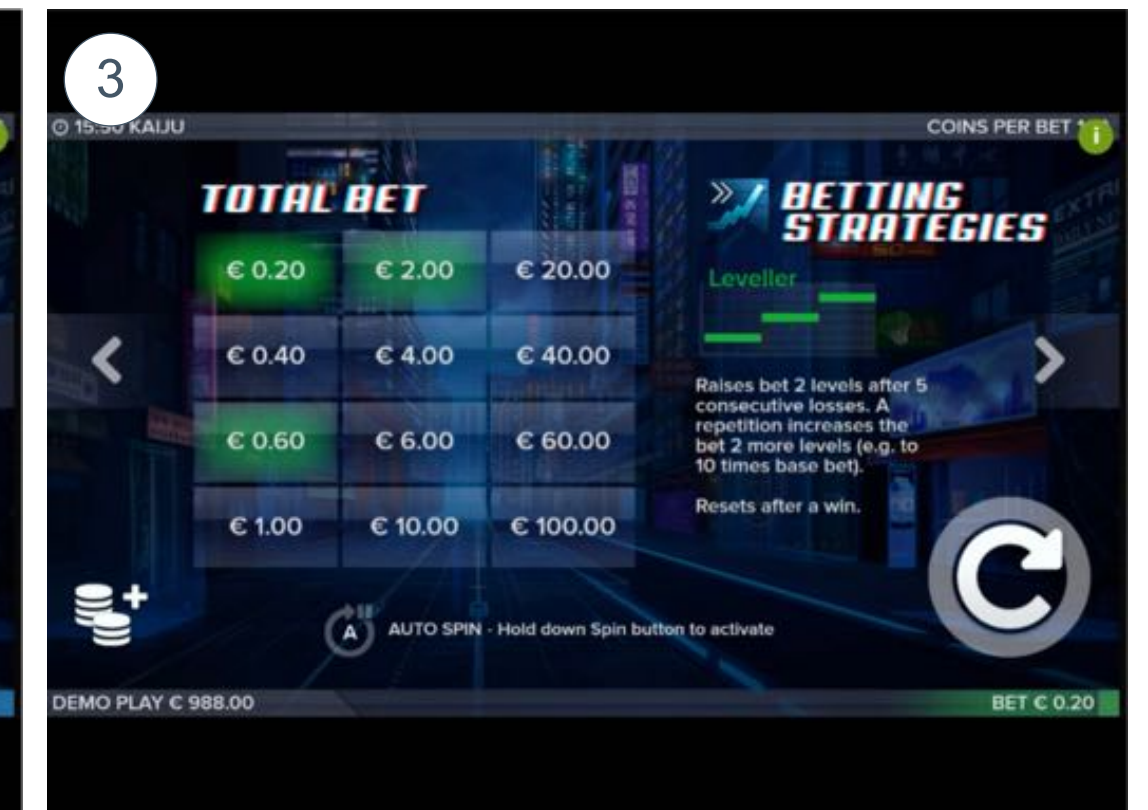 3
15:50 KAIJU
COINS PER BET
i
TOTAL BET
BETTING
STRATEGIES
€ 0.20 € 2.00 € 20.00
Leveller
€ 0.40 € 4.00 € 40.00
Raises bet 2 levels after 5
consecutive losses. A
repetition increases the
bet 2 more levels (e.g. to
10 times base bet).
€ 0.60 € 6.00 € 60.00
Resets after a win.
€ 1.00 € 10.00 € 100.00
A
AUTO SPIN - Hold down Spin button to activate
DEMO PLAY € 988.00
BET € 0.20